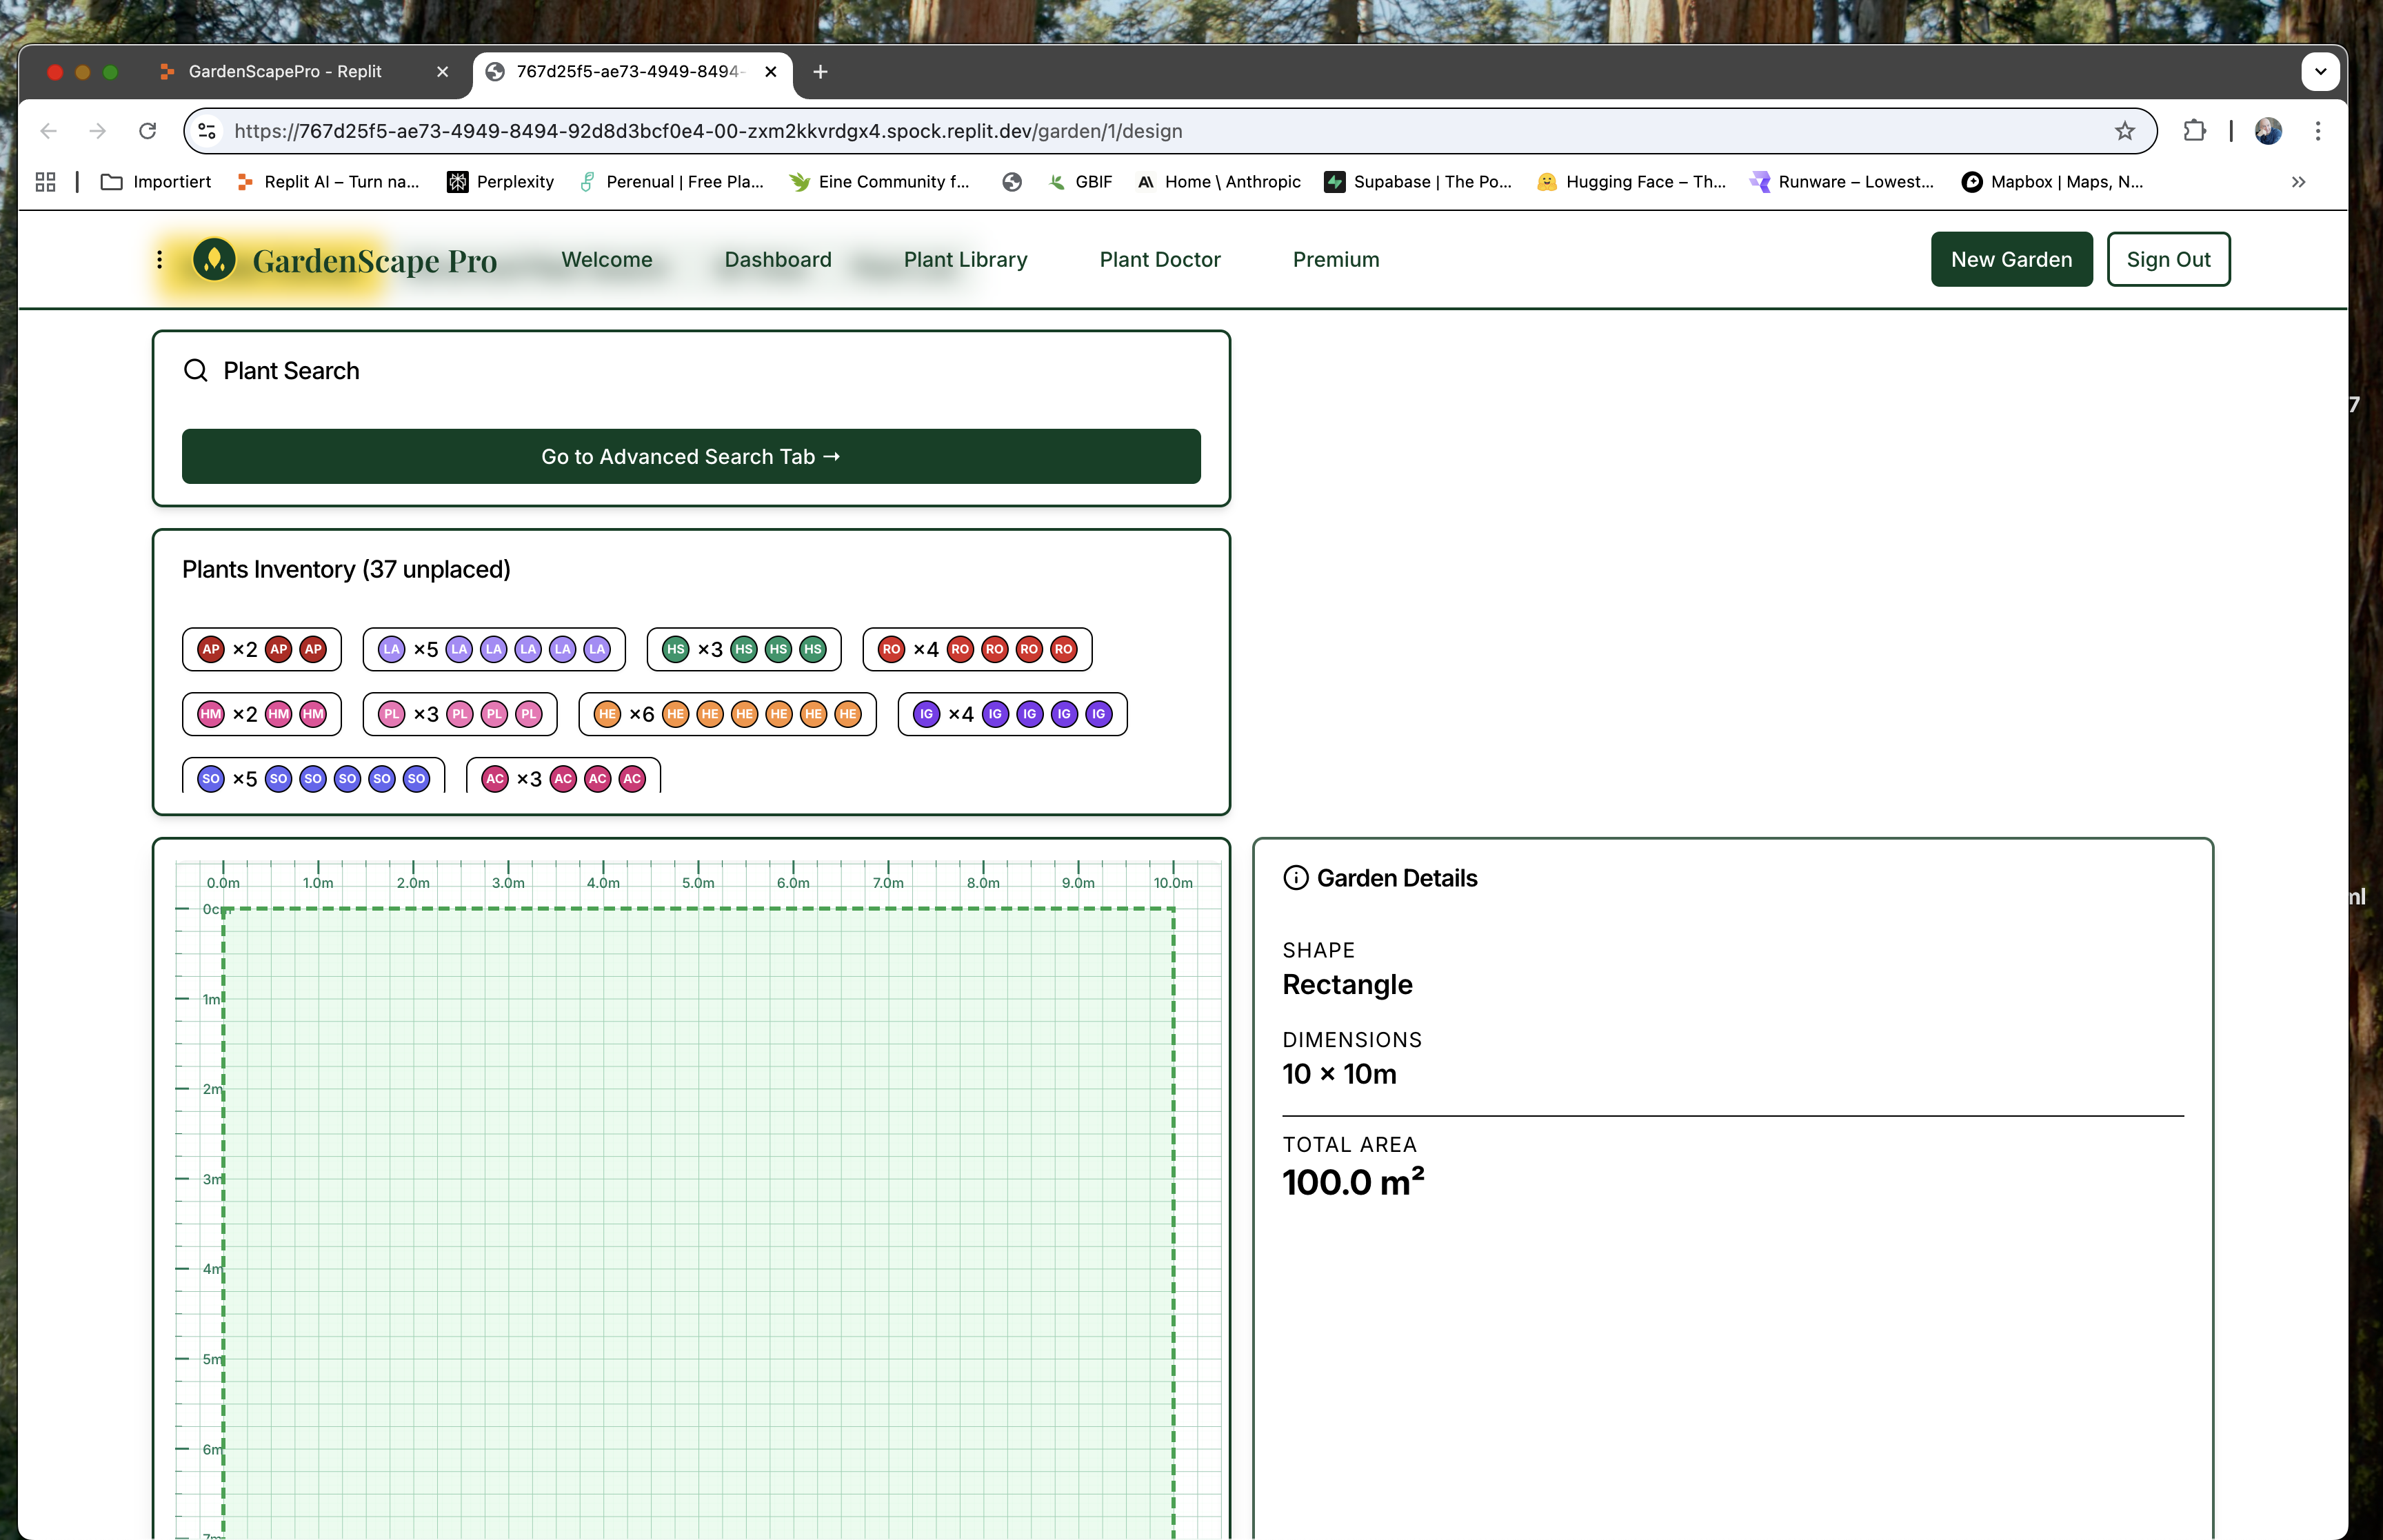 GardenScapePro - Replit
767d25f5-ae73-4949-8494-
https://767d25f5-ae73-4949-8494-92d8d3bcf0e4-00-zxm2kkvrdgx4.spock.replit.dev/garden/1/design
Importiert Replit AI – Turn na... Perplexity Perenual | Free Pla... Eine Community f... GBIF Home \ Anthropic Supabase | The Po... Hugging Face – Th... Runware – Lowest... Mapbox | Maps, N...
GardenScape Pro Welcome Dashboard Plant Library Plant Doctor Premium New Garden Sign Out
Plant Search
Go to Advanced Search Tab →
Plants Inventory (37 unplaced)
AP ×2 AP AP LA ×5 LA LA LA LA LA HS ×3 HS HS HS RO ×4 RO RO RO RO
HM ×2 HM HM PL ×3 PL PL PL HE ×6 HE HE HE HE HE HE IG ×4 IG IG IG IG
SO ×5 SO SO SO SO SO AC ×3 AC AC AC
0.0m 1.0m 2.0m 3.0m 4.0m 5.0m 6.0m 7.0m 8.0m 9.0m 10.0m
0cm
1m
2m
3m
4m
5m
6m
7m
Garden Details
SHAPE
Rectangle
DIMENSIONS
10 × 10m
TOTAL AREA
100.0 m²
7
ml